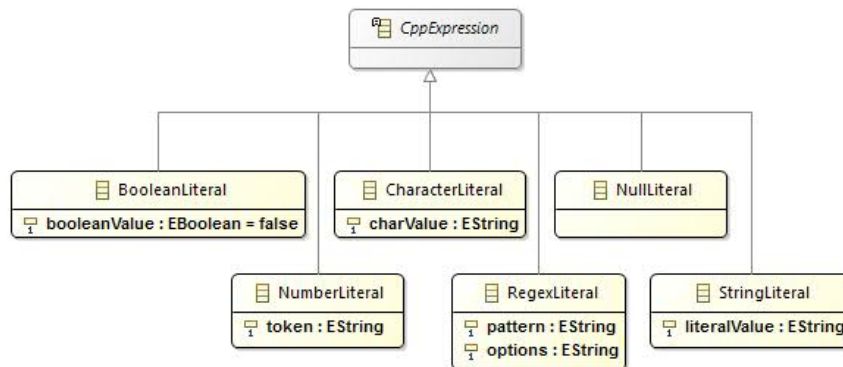 CppExpression
BooleanLiteral
booleanValue : EBoolean = false
CharacterLiteral
charValue : EString
NullLiteral
NumberLiteral
token : EString
RegexLiteral
pattern : EString
options : EString
StringLiteral
literalValue : EString